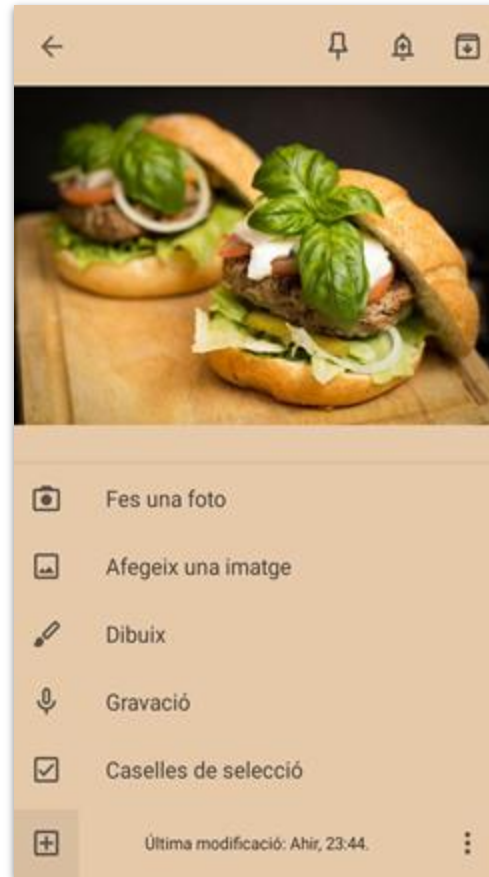 Fes una foto
Afegeix una imatge
Dibuix
Gravació
Caselles de selecció
Última modificació: Ahir, 23:44.